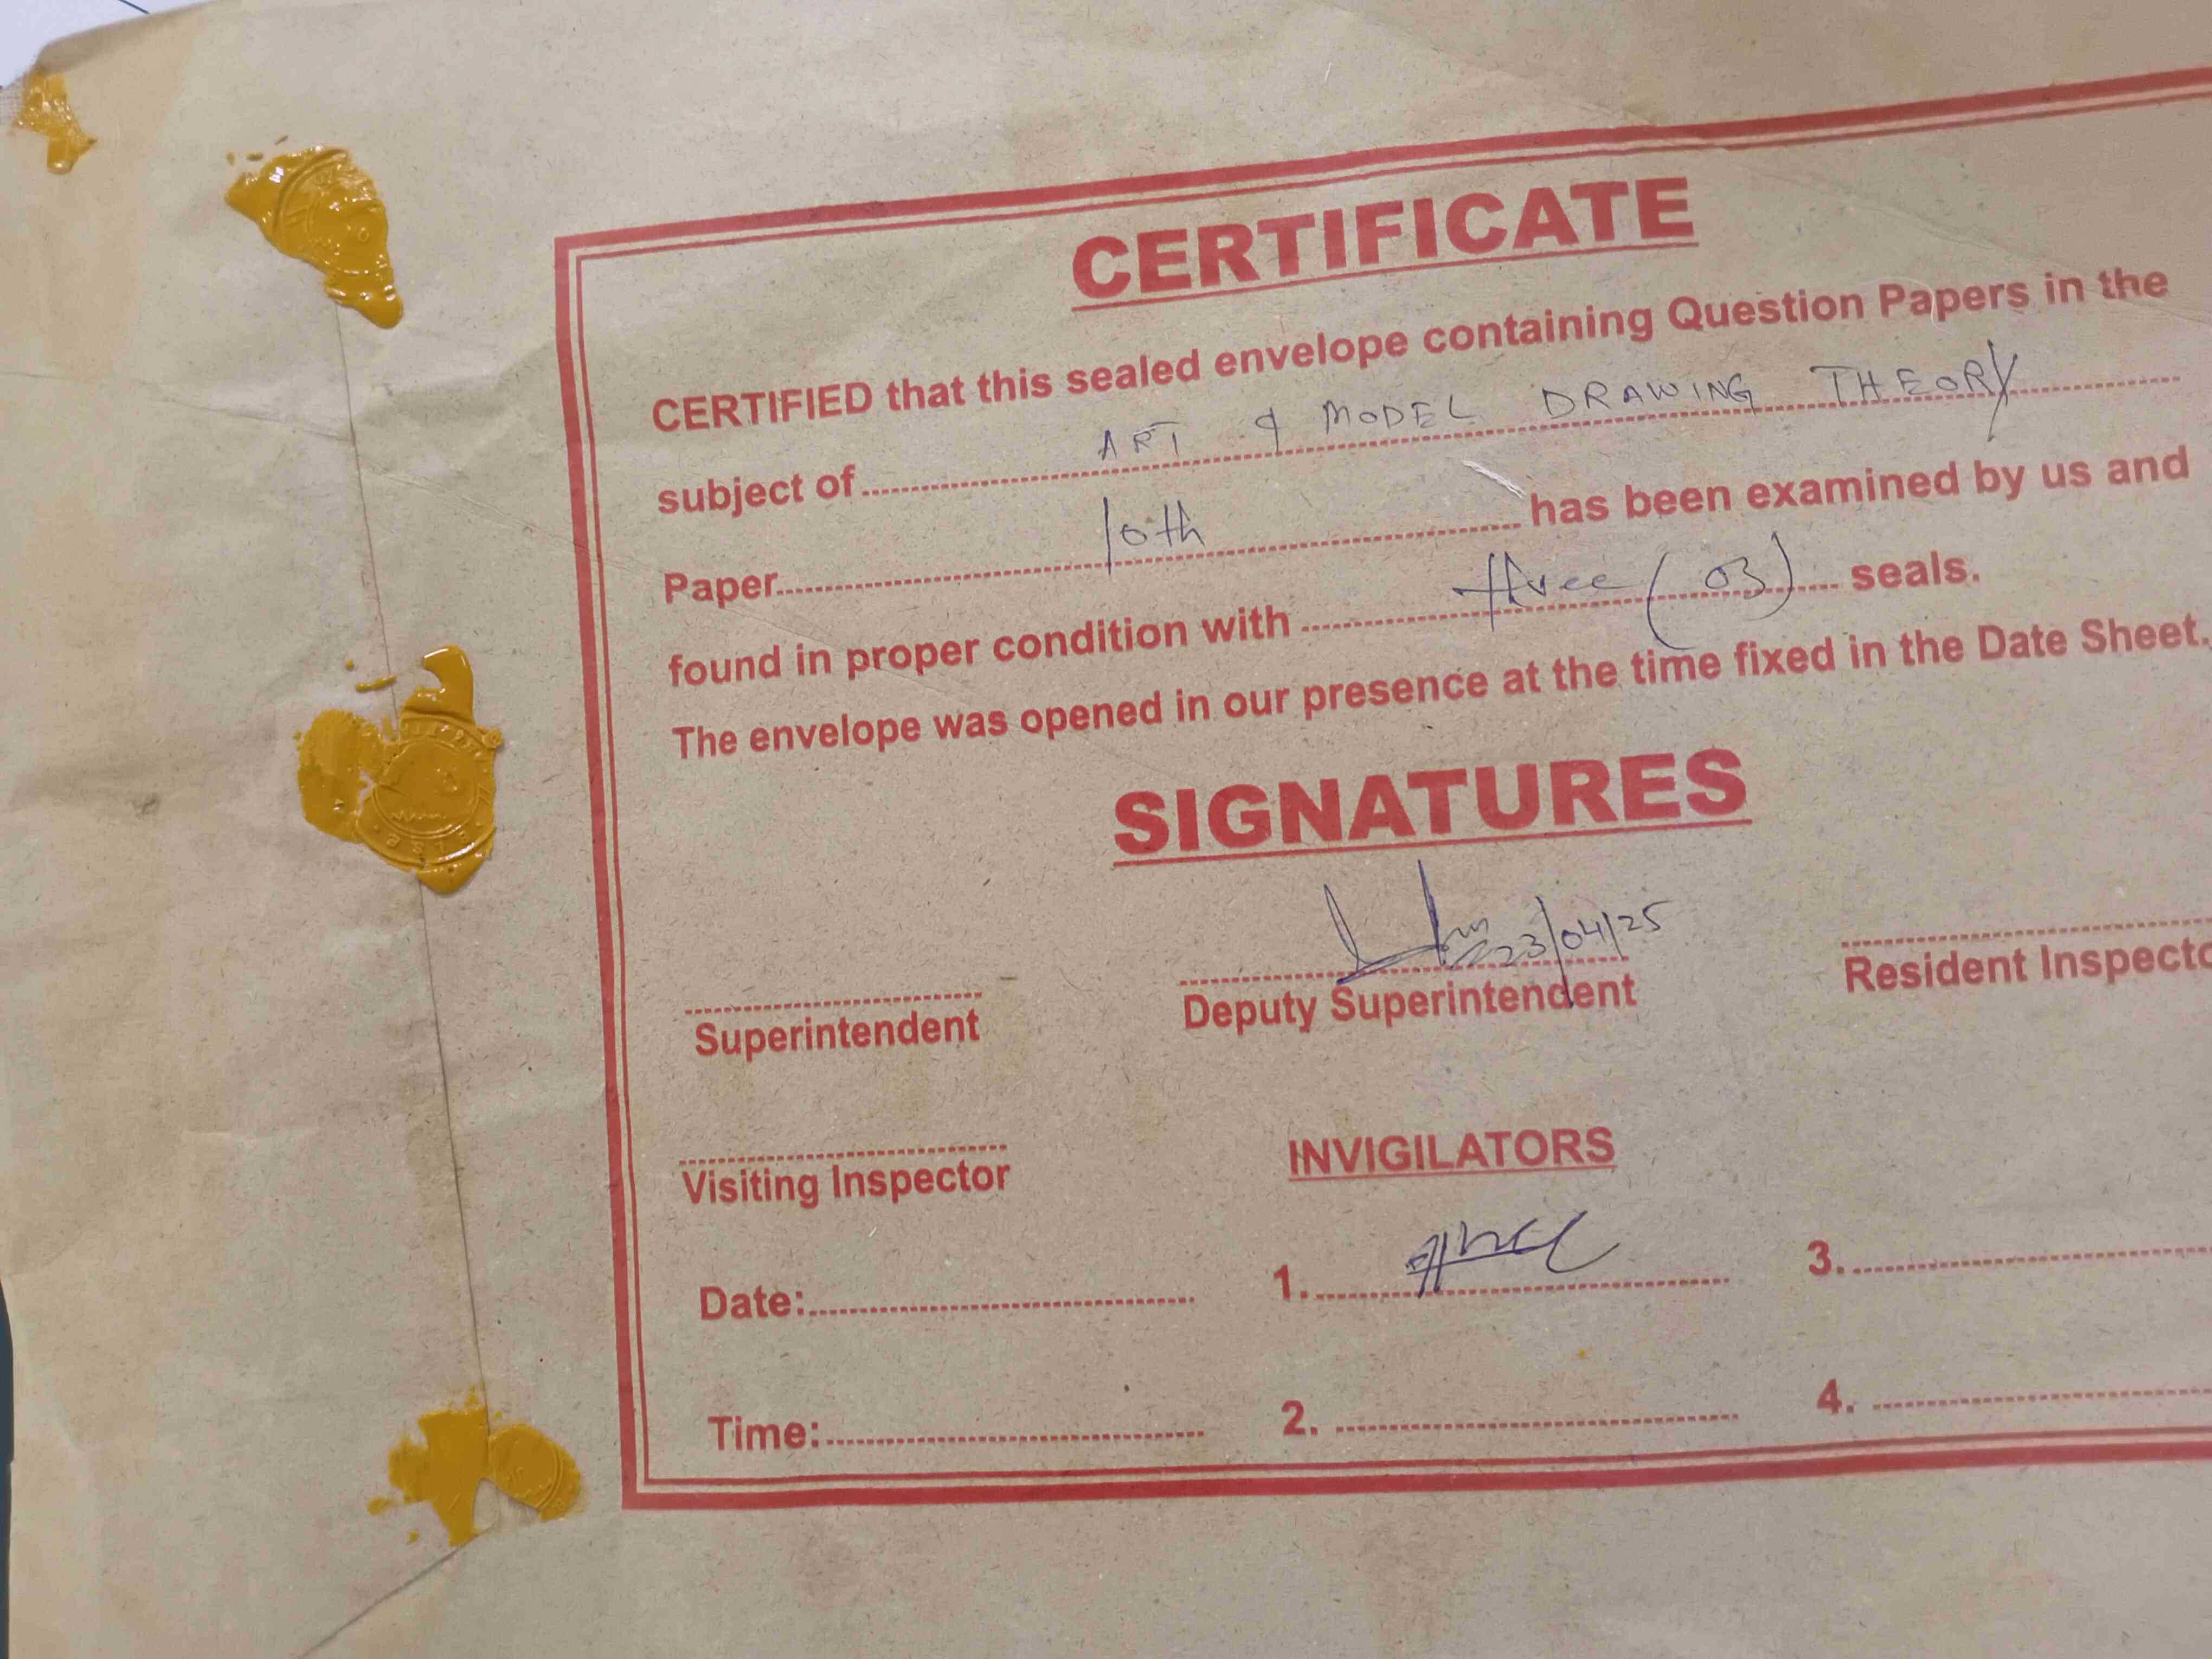 CERTIFICATE
CERTIFIED that this sealed envelope containing Question Papers in the
subject of ART & MODEL DRAWING THEORY
Paper 10th has been examined by us and
found in proper condition with three (03) seals.
The envelope was opened in our presence at the time fixed in the Date Sheet.
SIGNATURES
23/04/25
Superintendent Deputy Superintendent Resident Inspecto
Visiting Inspector INVIGILATORS
Date: 1. 3.
Time: 2. 4.